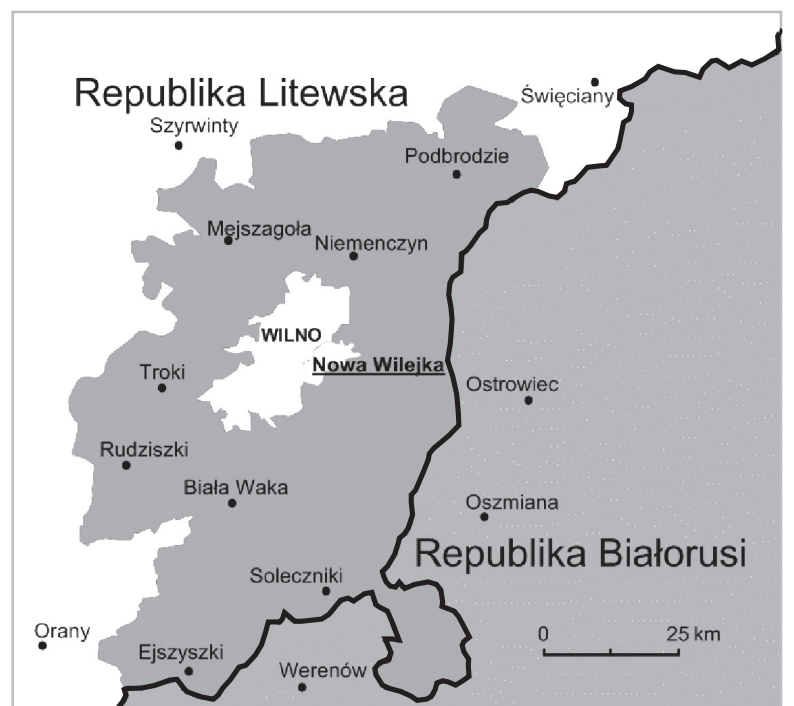 Republika Litewska
Święciany
Szyrwinty
Podbrodzie
Mejszagoła
Niemenczyn
WILNO
Nowa Wilejka
Troki
Ostrowiec
Rudziszki
Biała Waka
Oszmiana
Republika Białorusi
Soleczniki
Orany
0 25 km
Ejszyszki
Werenów